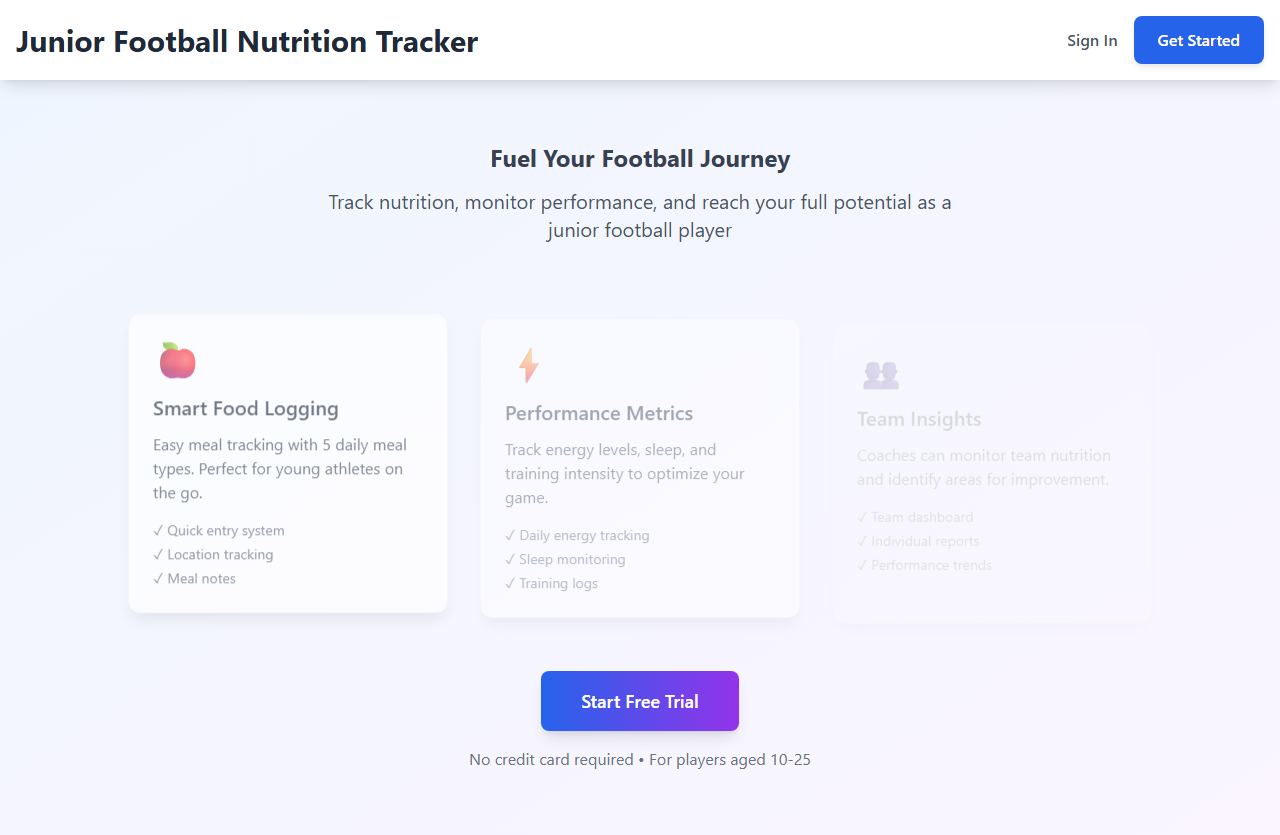 Junior Football Nutrition Tracker
Sign In
Get Started
Fuel Your Football Journey
Track nutrition, monitor performance, and reach your full potential as a
junior football player
Smart Food Logging
Easy meal tracking with 5 daily meal
types. Perfect for young athletes on
the go.
✓ Quick entry system
✓ Location tracking
✓ Meal notes
Performance Metrics
Track energy levels, sleep, and
training intensity to optimize your
game.
✓ Daily energy tracking
✓ Sleep monitoring
✓ Training logs
Team Insights
Coaches can monitor team nutrition
and identify areas for improvement.
✓ Team dashboard
✓ Individual reports
✓ Performance trends
Start Free Trial
No credit card required • For players aged 10-25